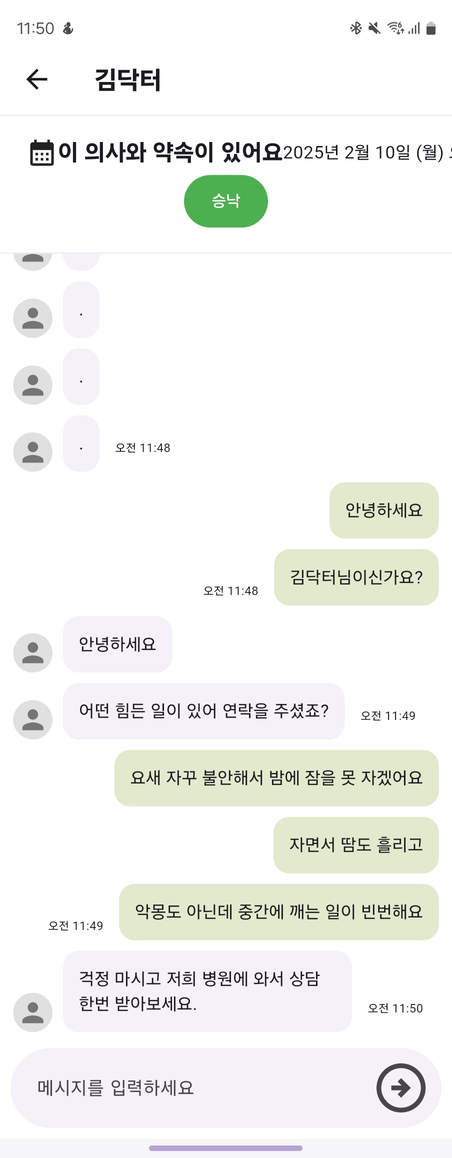 11:50
김닥터
이 의사와 약속이 있어요2025년 2월 10일 (월)
승낙
.
.
. 오전 11:48
안녕하세요
오전 11:48 김닥터님이신가요?
안녕하세요
어떤 힘든 일이 있어 연락을 주셨죠? 오전 11:49
요새 자꾸 불안해서 밤에 잠을 못 자겠어요
자면서 땀도 흘리고
오전 11:49 악몽도 아닌데 중간에 깨는 일이 빈번해요
걱정 마시고 저희 병원에 와서 상담
한번 받아보세요. 오전 11:50
메시지를 입력하세요